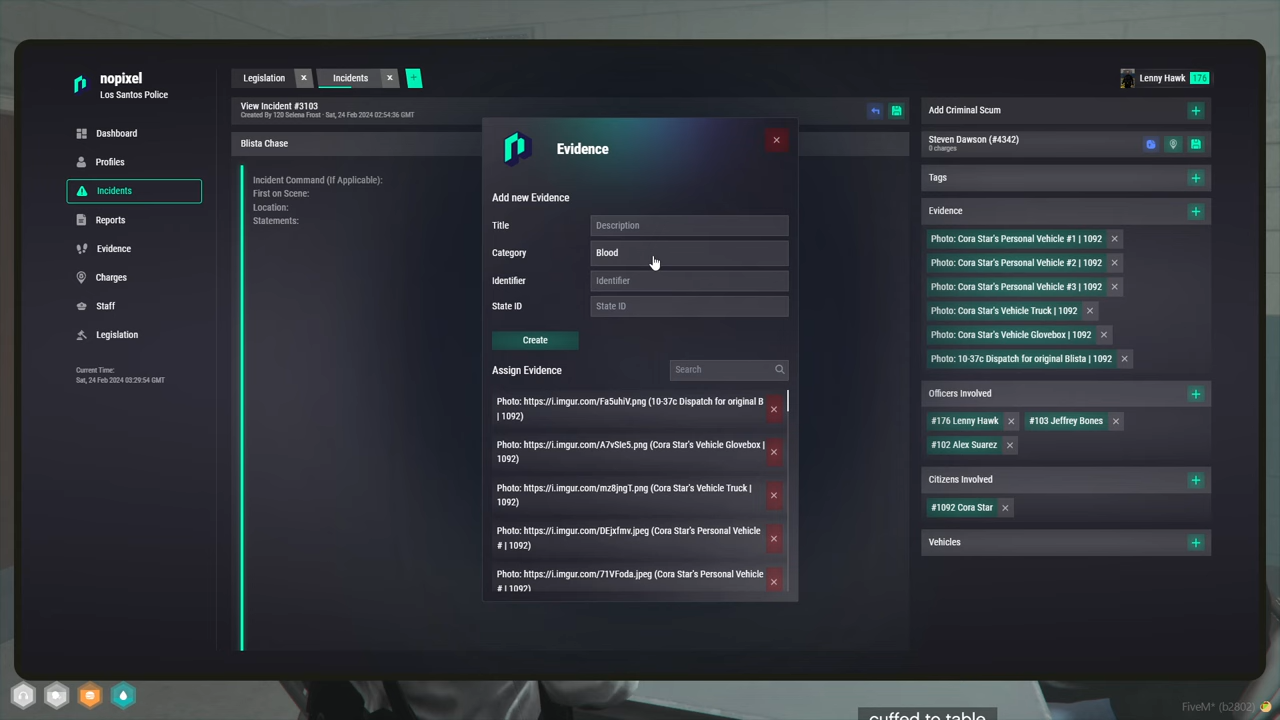 nopixel
Los Santos Police
Dashboard
Profiles
Incidents
Reports
Evidence
Charges
Staff
Legislation
Current Time:
Sat, 24 Feb 2024 03:29:54 GMT
Legislation
Incidents
Lenny Hawk 176
View Incident #3103
Created By 120 Selena Frost · Sat, 24 Feb 2024 02:54:36 GMT
Blista Chase
Incident Command (If Applicable):
First on Scene:
Location:
Statements:
Evidence
Add new Evidence
Title Description
Category Blood
Identifier Identifier
State ID State ID
Create
Assign Evidence Search
Photo: https://i.imgur.com/Fa5uhiV.png (10-37c Dispatch for original B
| 1092)
Photo: https://i.imgur.com/A7vSIe5.png (Cora Star's Vehicle Glovebox |
1092)
Photo: https://i.imgur.com/mz8jngT.png (Cora Star's Vehicle Truck |
1092)
Photo: https://i.imgur.com/DEjxfmv.jpeg (Cora Star's Personal Vehicle
# | 1092)
Photo: https://i.imgur.com/71VFoda.jpeg (Cora Star's Personal Vehicle
# | 1092)
Add Criminal Scum
Steven Dawson (#4342)
0 charges
Tags
Evidence
Photo: Cora Star's Personal Vehicle #1 | 1092
Photo: Cora Star's Personal Vehicle #2 | 1092
Photo: Cora Star's Personal Vehicle #3 | 1092
Photo: Cora Star's Vehicle Truck | 1092
Photo: Cora Star's Vehicle Glovebox | 1092
Photo: 10-37c Dispatch for original Blista | 1092
Officers Involved
#176 Lenny Hawk
#103 Jeffrey Bones
#102 Alex Suarez
Citizens Involved
#1092 Cora Star
Vehicles
cuffed to table
FiveM* (b2802)